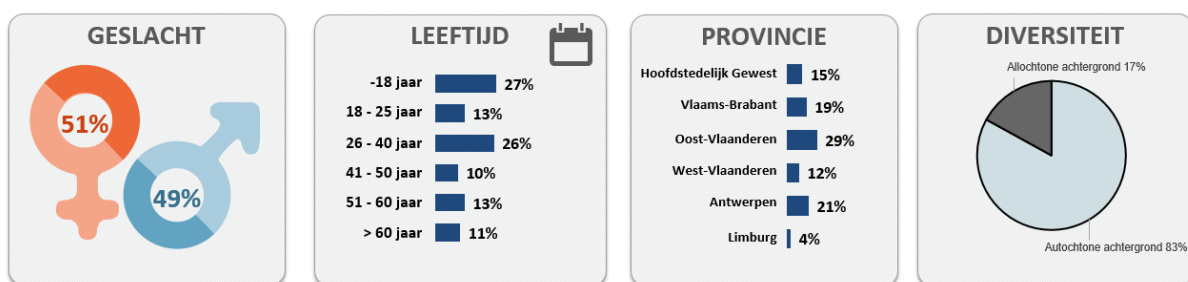 GESLACHT
51%
49%
LEEFTIJD
-18 jaar 27%
18 - 25 jaar 13%
26 - 40 jaar 26%
41 - 50 jaar 10%
51 - 60 jaar 13%
> 60 jaar 11%
PROVINCIE
Hoofdstedelijk Gewest 15%
Vlaams-Brabant 19%
Oost-Vlaanderen 29%
West-Vlaanderen 12%
Antwerpen 21%
Limburg 4%
DIVERSITEIT
Allochtone achtergrond 17%
Autochtone achtergrond 83%